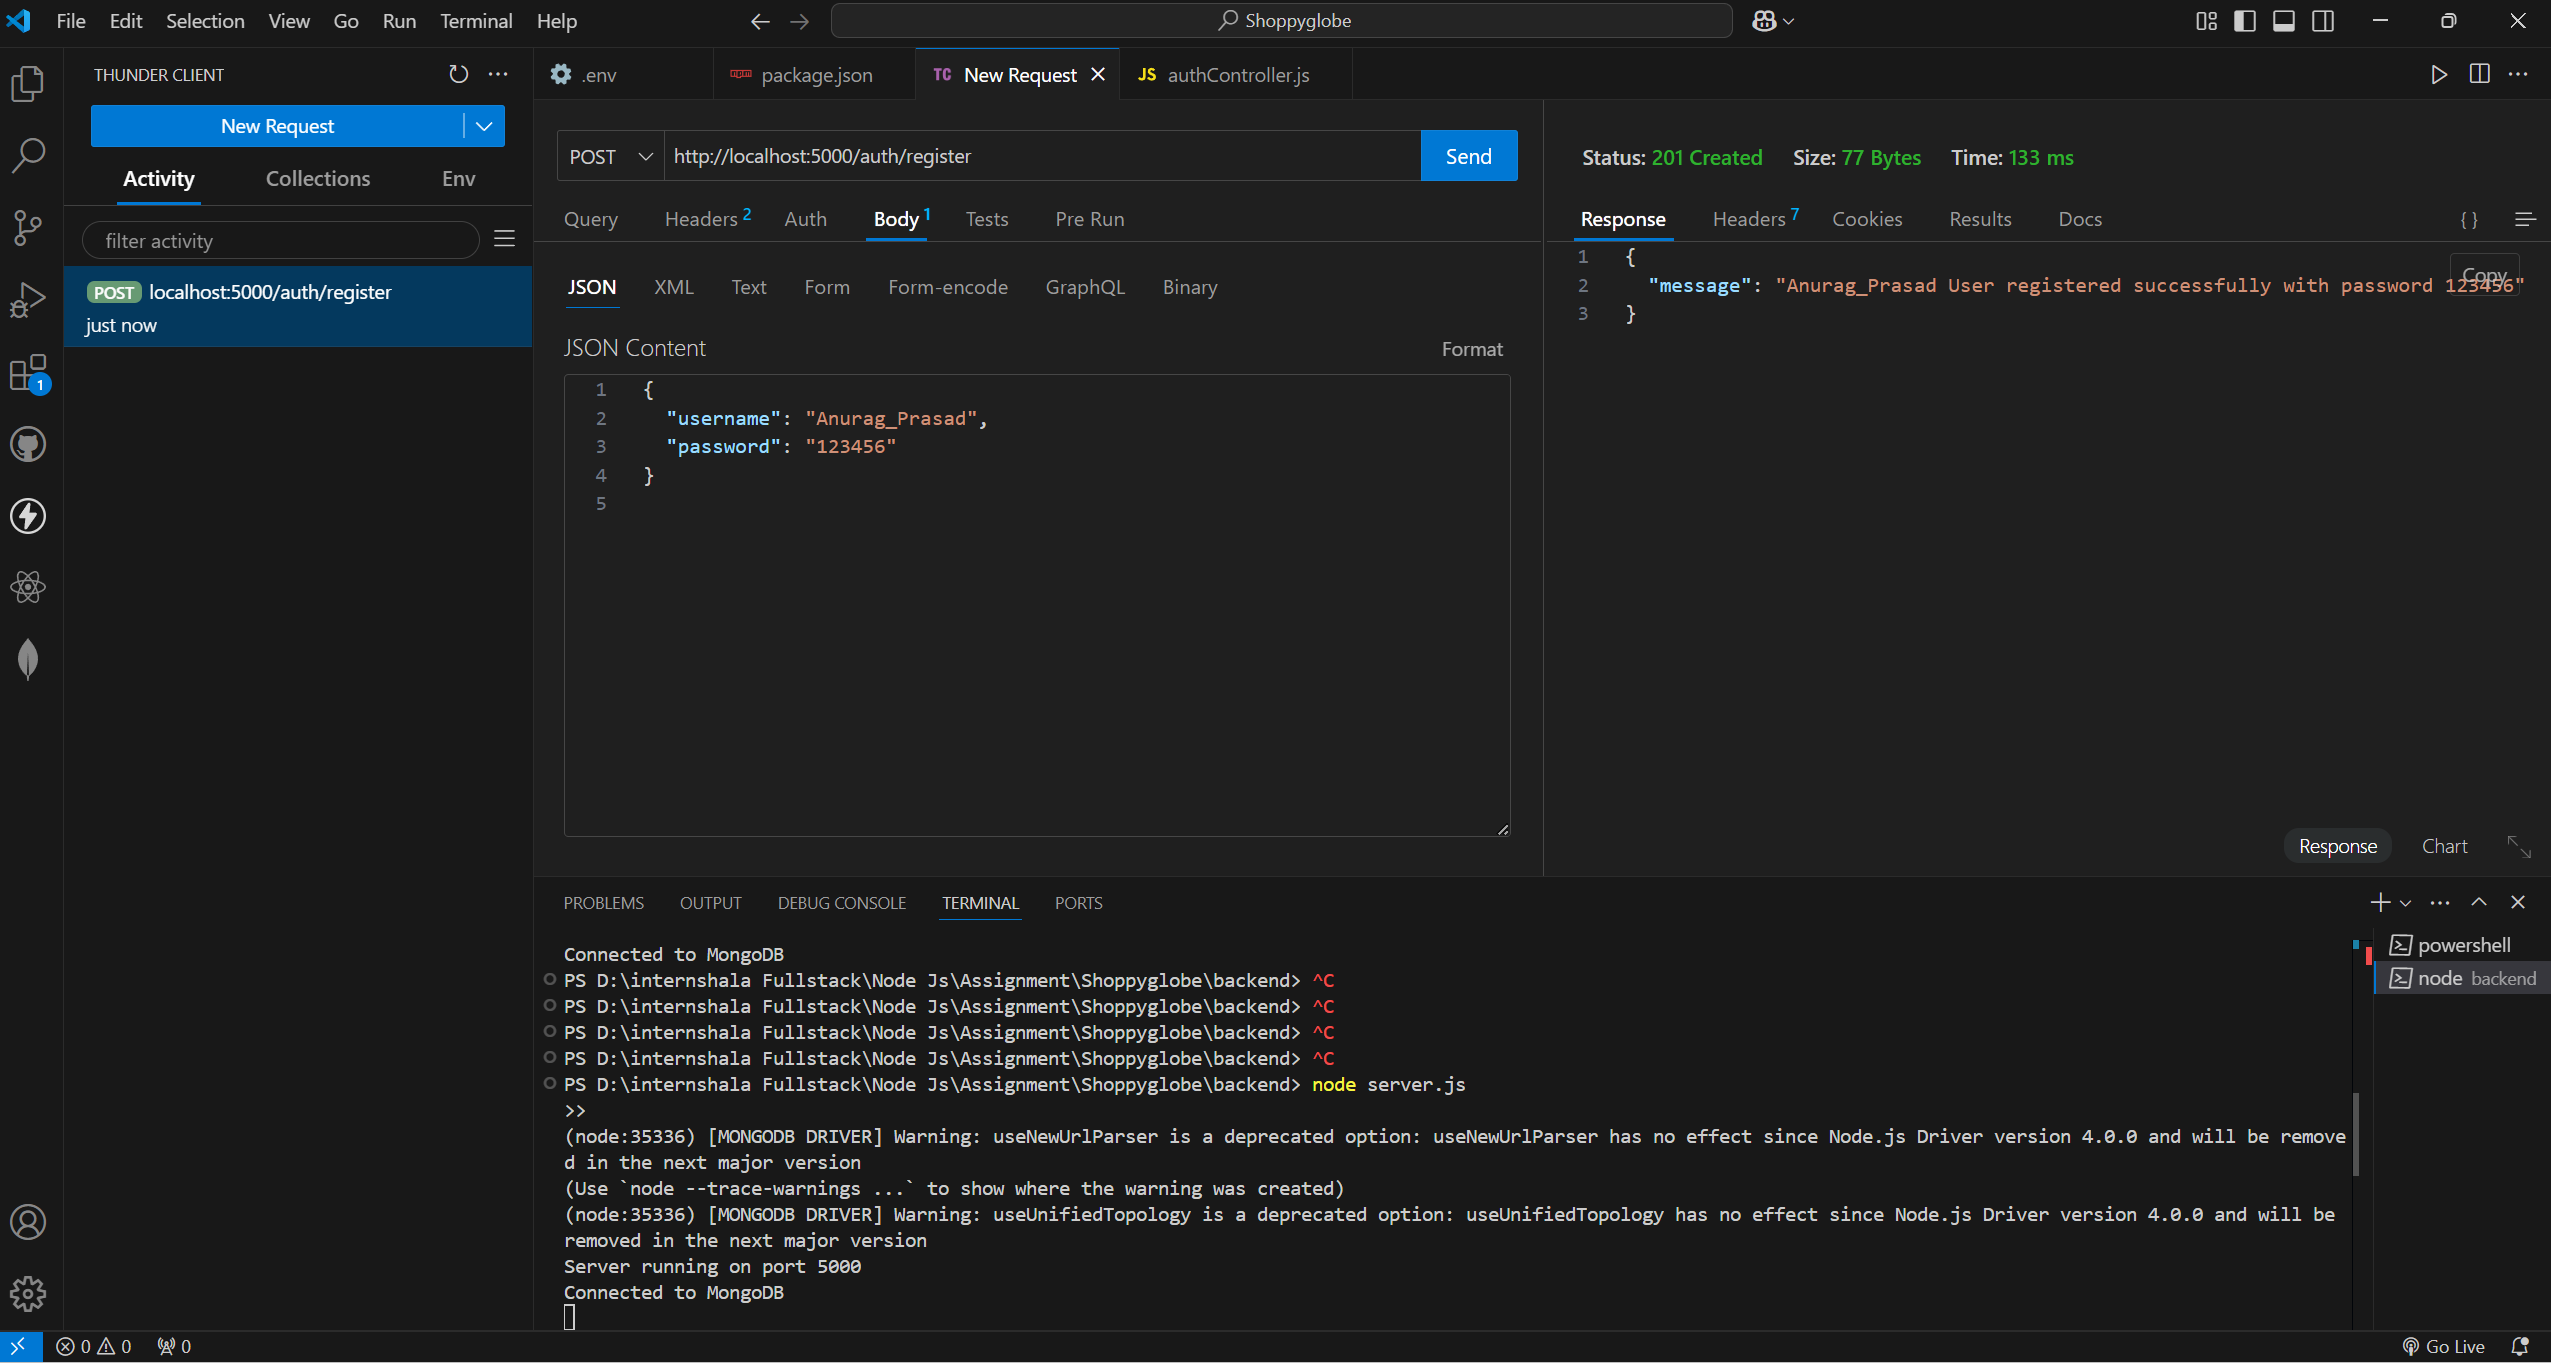 File Edit Selection View Go Run Terminal Help
Shoppyglobe
THUNDER CLIENT
New Request
Activity Collections Env
filter activity
POST localhost:5000/auth/register
just now
1
.env
package.json
TC New Request
JS authController.js
POST http://localhost:5000/auth/register Send
Query Headers 2 Auth Body 1 Tests Pre Run
JSON XML Text Form Form-encode GraphQL Binary
JSON Content Format
1 {
2 "username": "Anurag_Prasad",
3 "password": "123456"
4 }
5
Status: 201 Created Size: 77 Bytes Time: 133 ms
Response Headers 7 Cookies Results Docs { }
1 {
Copy
2 "message": "Anurag_Prasad User registered successfully with password 123456"
3 }
Response Chart
PROBLEMS OUTPUT DEBUG CONSOLE TERMINAL PORTS
Connected to MongoDB
PS D:\internshala Fullstack\Node Js\Assignment\Shoppyglobe\backend> ^C
PS D:\internshala Fullstack\Node Js\Assignment\Shoppyglobe\backend> ^C
PS D:\internshala Fullstack\Node Js\Assignment\Shoppyglobe\backend> ^C
PS D:\internshala Fullstack\Node Js\Assignment\Shoppyglobe\backend> ^C
PS D:\internshala Fullstack\Node Js\Assignment\Shoppyglobe\backend> node server.js
>>
(node:35336) [MONGODB DRIVER] Warning: useNewUrlParser is a deprecated option: useNewUrlParser has no effect since Node.js Driver version 4.0.0 and will be remove
d in the next major version
(Use `node --trace-warnings ...` to show where the warning was created)
(node:35336) [MONGODB DRIVER] Warning: useUnifiedTopology is a deprecated option: useUnifiedTopology has no effect since Node.js Driver version 4.0.0 and will be
removed in the next major version
Server running on port 5000
Connected to MongoDB
powershell
node backend
0 0 0
Go Live